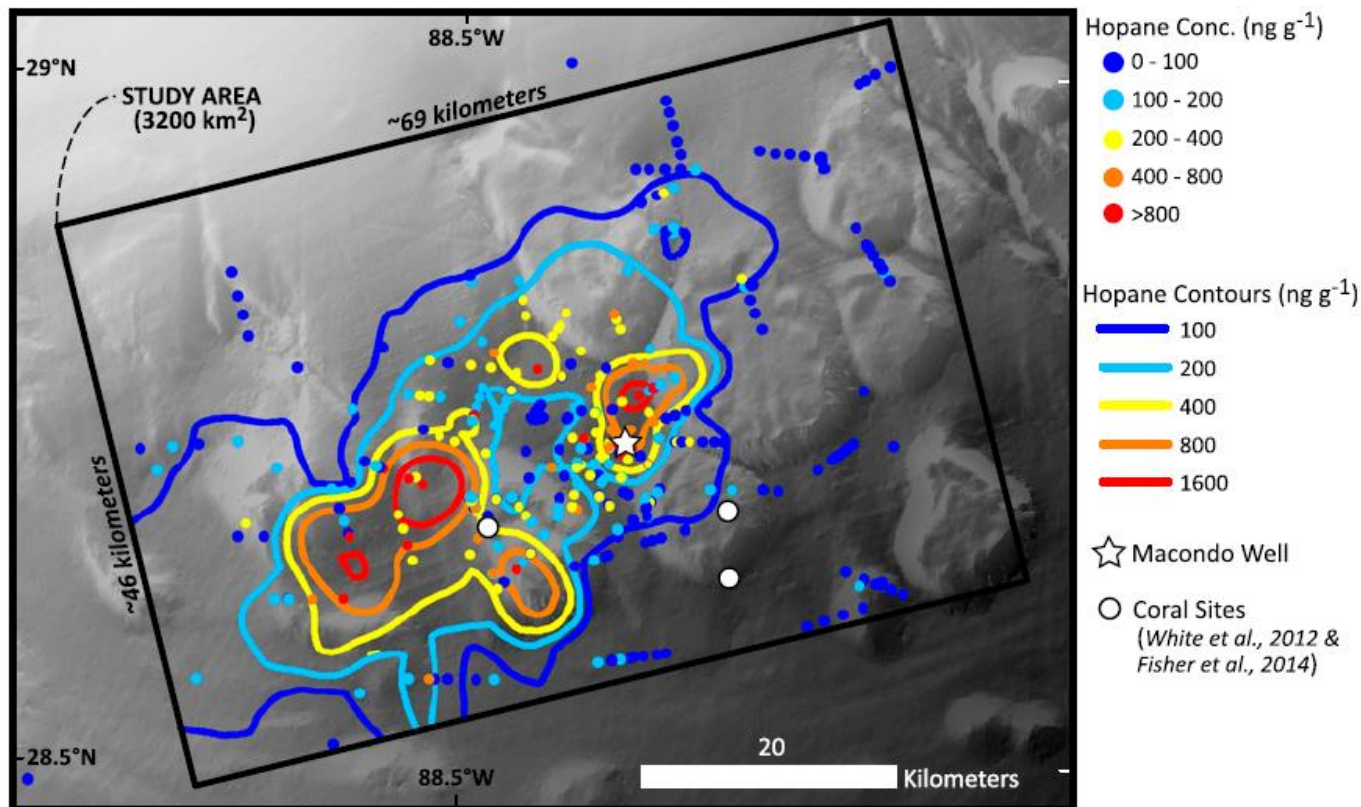 88.5°W
29°N
STUDY AREA
(3200 km²)
~69 kilometers
~46 kilometers
28.5°N
88.5°W
20
Kilometers
Hopane Conc. (ng g⁻¹)
0 - 100
100 - 200
200 - 400
400 - 800
>800
Hopane Contours (ng g⁻¹)
100
200
400
800
1600
Macondo Well
Coral Sites
(White et al., 2012 &
Fisher et al., 2014)